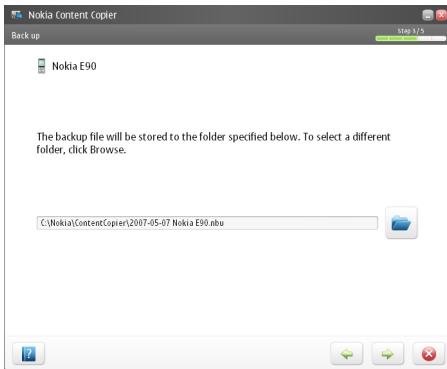 Nokia Content Copier
Back up
Step 3 / 5
Nokia E90
The backup file will be stored to the folder specified below. To select a different
folder, click Browse.
C:\Nokia\ContentCopier\2007-05-07 Nokia E90.nbu
?